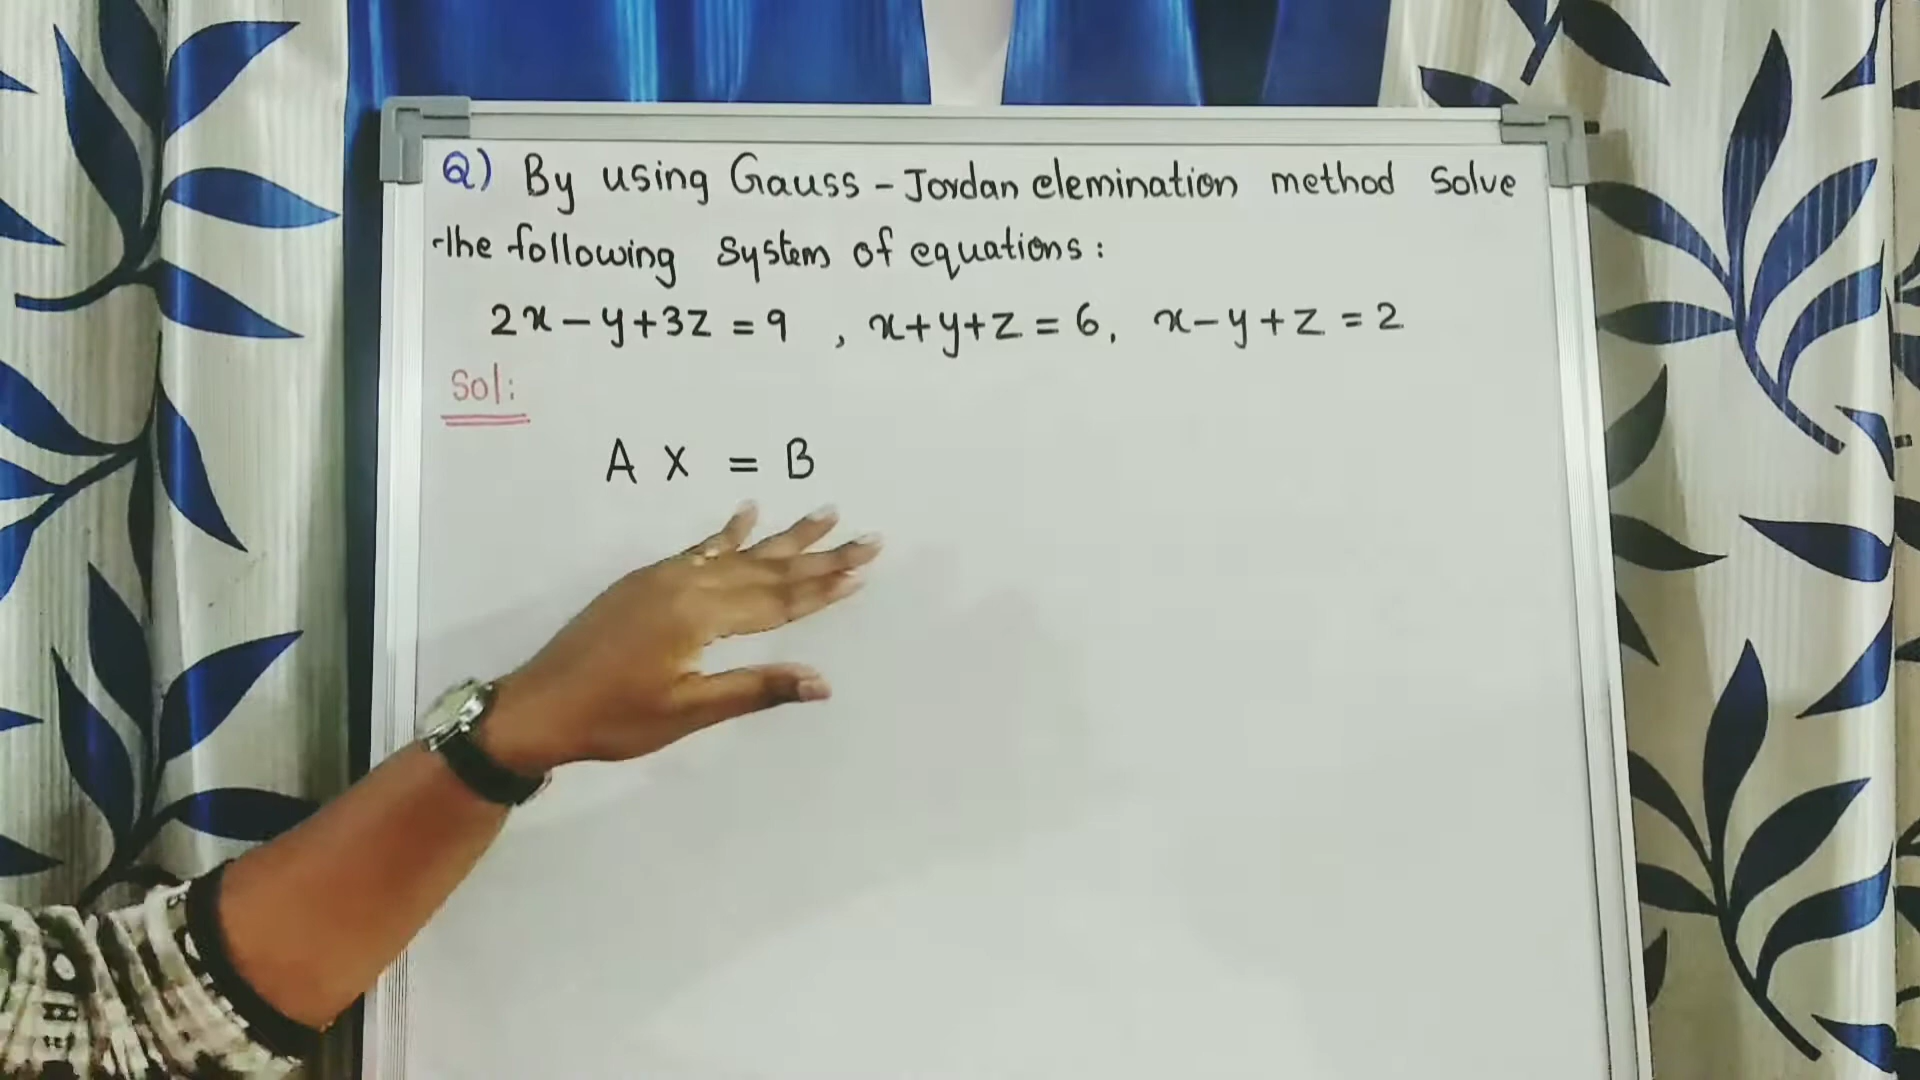 Q) By using Gauss - Jordan elemination method solve
the following system of equations:
2x - y + 3z = 9 , x + y + z = 6, x - y + z = 2
Sol:
A X = B